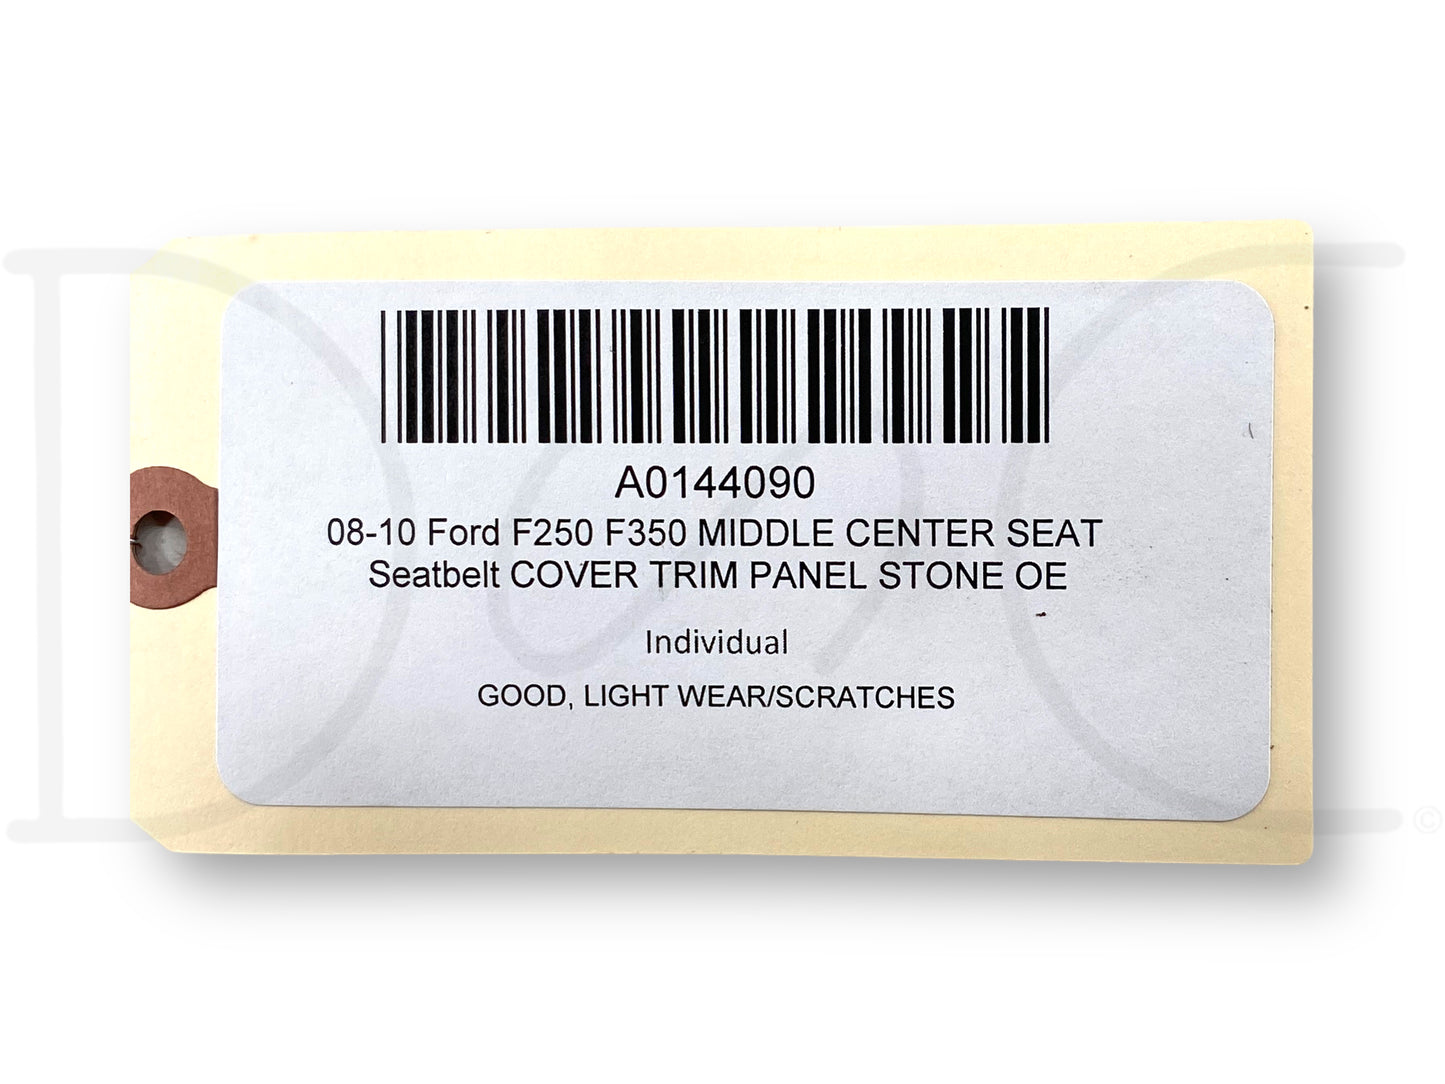 A0144090
08-10 Ford F250 F350 MIDDLE CENTER SEAT
Seatbelt COVER TRIM PANEL STONE OE
Individual
GOOD, LIGHT WEAR/SCRATCHES
©